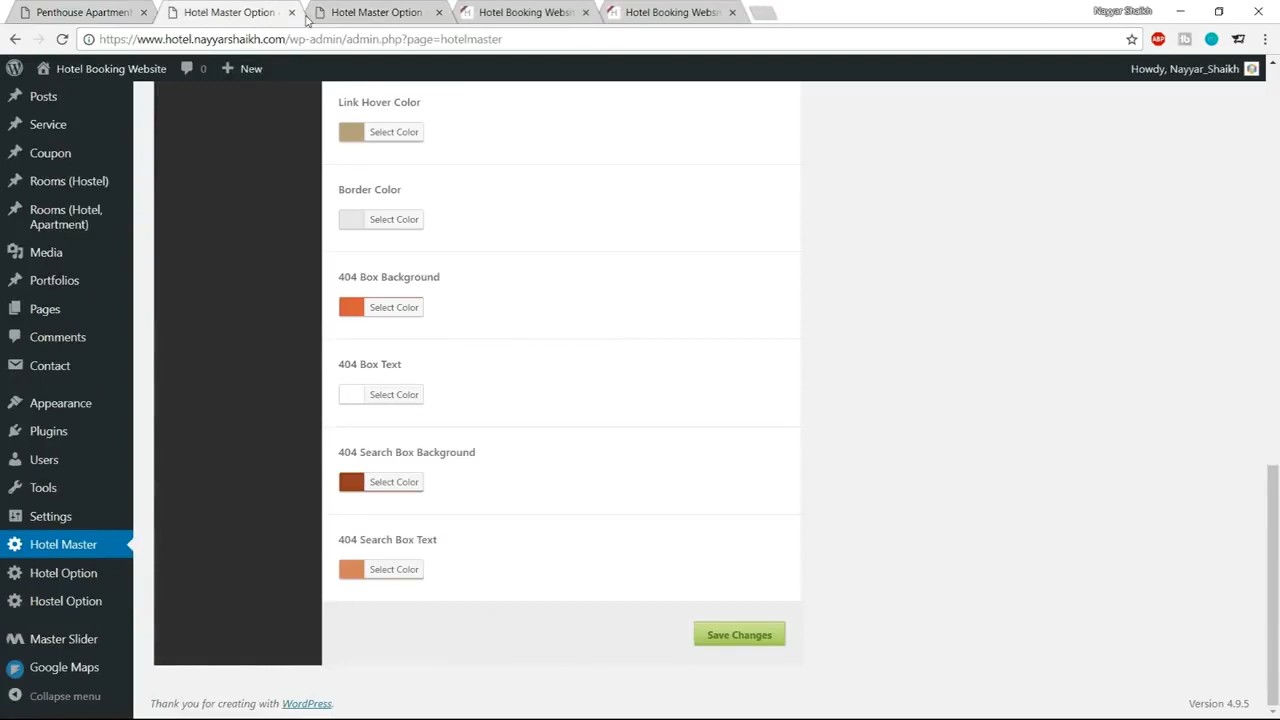 Penthouse Apartment
Hotel Master Option
Hotel Master Option
Hotel Booking Websi
Hotel Booking Websi
Nayyar Shaikh
https://www.hotel.nayyarshaikh.com/wp-admin/admin.php?page=hotelmaster
ABP
Hotel Booking Website
0
New
Howdy, Nayyar_Shaikh
Posts
Service
Coupon
Rooms (Hostel)
Rooms (Hotel,
Apartment)
Media
Portfolios
Pages
Comments
Contact
Appearance
Plugins
Users
Tools
Settings
Hotel Master
Hotel Option
Hostel Option
Master Slider
Google Maps
Collapse menu
Link Hover Color
Select Color
Border Color
Select Color
404 Box Background
Select Color
404 Box Text
Select Color
404 Search Box Background
Select Color
404 Search Box Text
Select Color
Save Changes
Thank you for creating with WordPress.
Version 4.9.5